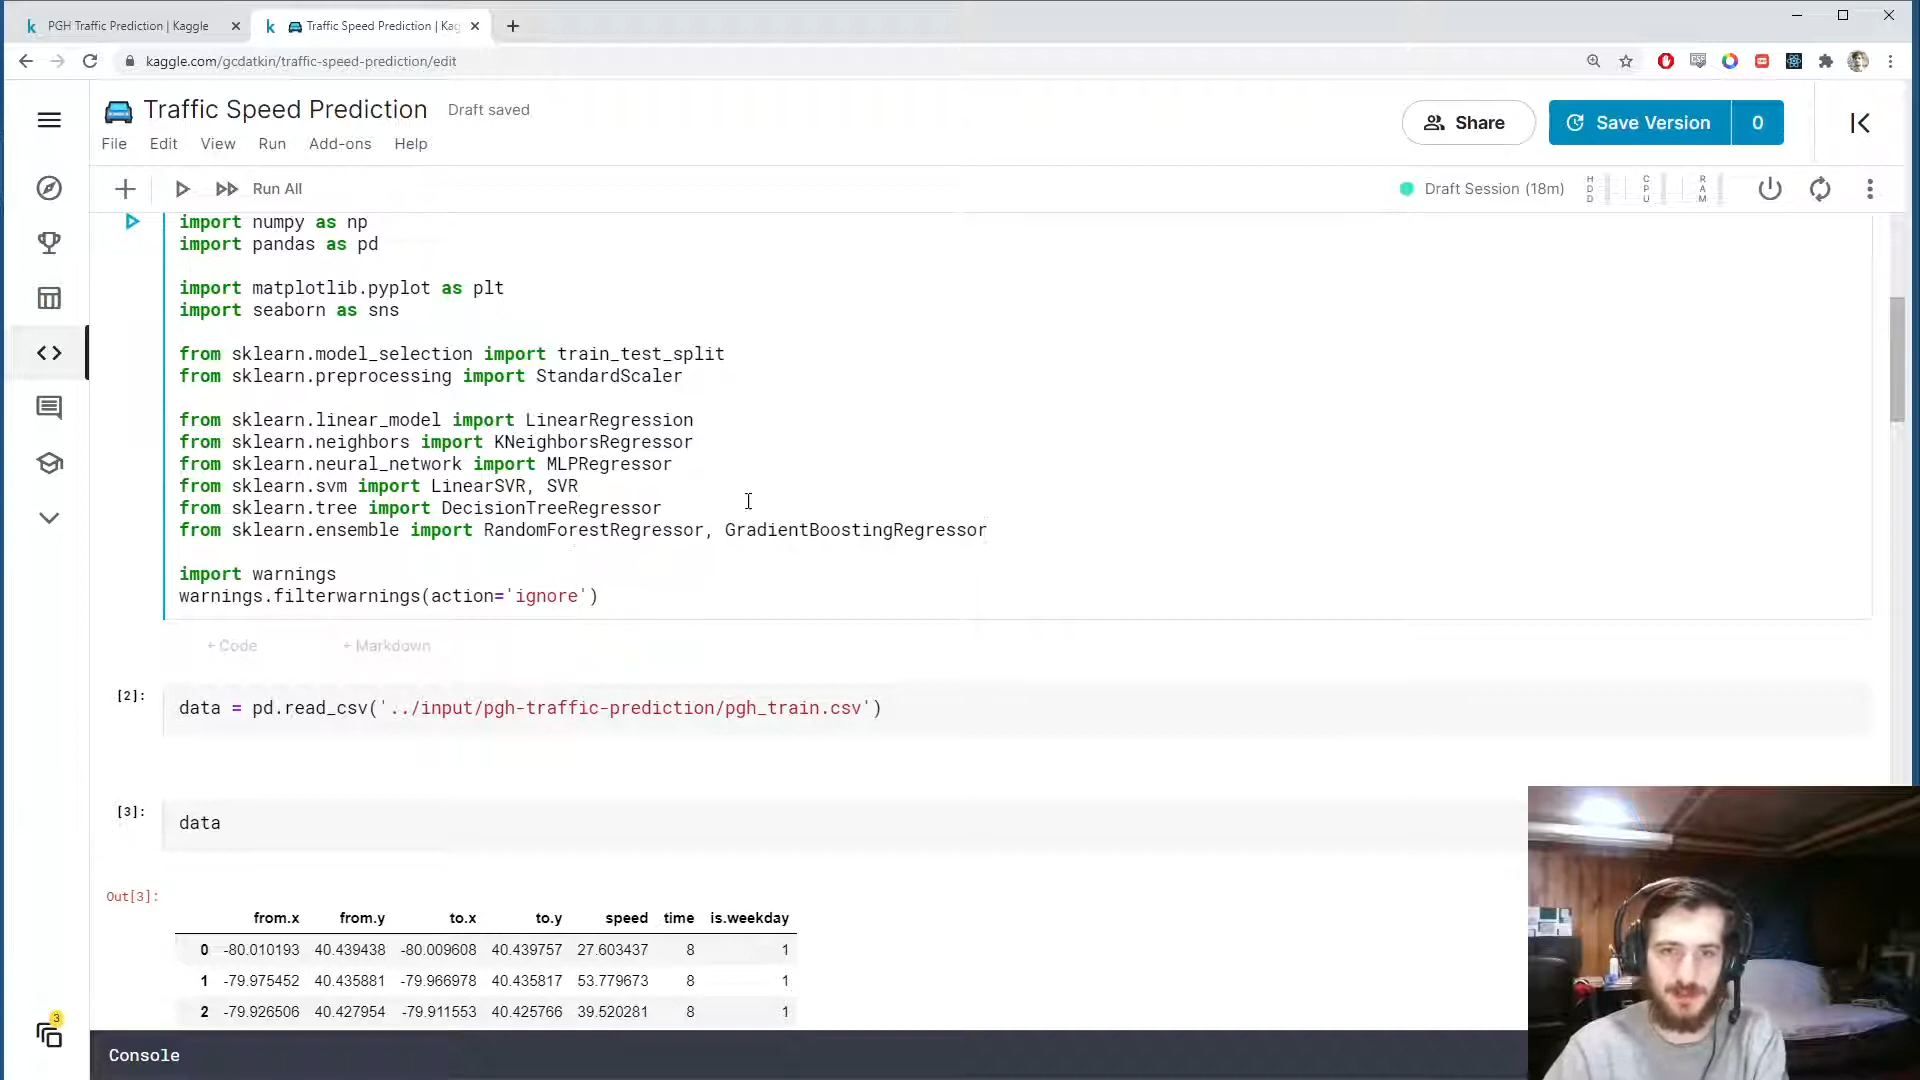 PGH Traffic Prediction | Kaggle
Traffic Speed Prediction | Kag
kaggle.com/gcdatkin/traffic-speed-prediction/edit
Traffic Speed Prediction Draft saved
Share
Save Version 0
File Edit View Run Add-ons Help
Run All
Draft Session (18m)
HDD
CPU
RAM
import numpy as np
import pandas as pd
import matplotlib.pyplot as plt
import seaborn as sns
from sklearn.model_selection import train_test_split
from sklearn.preprocessing import StandardScaler
from sklearn.linear_model import LinearRegression
from sklearn.neighbors import KNeighborsRegressor
from sklearn.neural_network import MLPRegressor
from sklearn.svm import LinearSVR, SVR
from sklearn.tree import DecisionTreeRegressor
from sklearn.ensemble import RandomForestRegressor, GradientBoostingRegressor
import warnings
warnings.filterwarnings(action='ignore')
+ Code + Markdown
[2]:
data = pd.read_csv('../input/pgh-traffic-prediction/pgh_train.csv')
[3]:
data
Out[3]:
from.x from.y to.x to.y speed time is.weekday
0 -80.010193 40.439438 -80.009608 40.439757 27.603437 8 1
1 -79.975452 40.435881 -79.966978 40.435817 53.779673 8 1
2 -79.926506 40.427954 -79.911553 40.425766 39.520281 8 1
3
Console